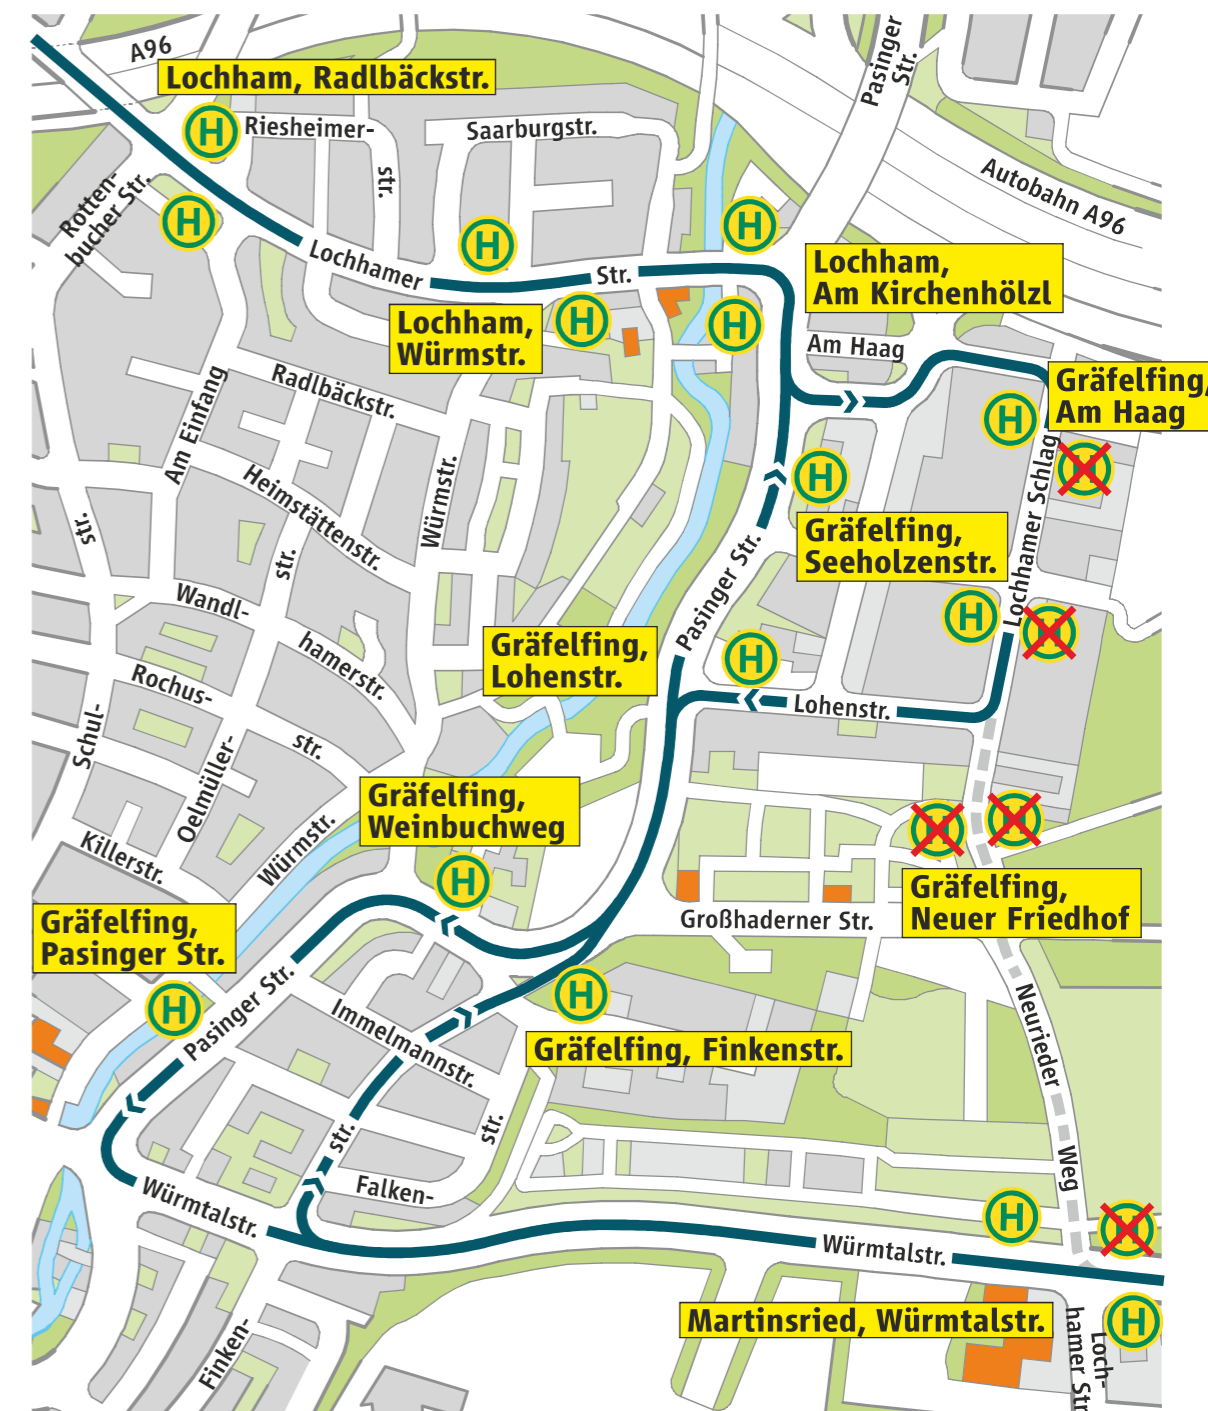 A96
Pasinger
Str.
Lochham, Radlbäckstr.
H
Riesheimer-
str.
Saarburgstr.
Autobahn A96
Rotten-
bucher Str.
H
H
H
Lochhamer
Str.
Lochham,
Am Kirchenhölzl
Lochham,
Würmstr.
H
H
Am Haag
Gräfelfing,
Am Haag
H
H
Radlbäckstr.
Am Einfang
Heimstättenstr.
str.
Würmstr.
H
Lochhamer Schlag
Gräfelfing,
Seeholzenstr.
str.
Pasinger Str.
Wandl-
hamerstr.
H
H
Gräfelfing,
Lohenstr.
H
Rochus-
str.
Schul-
Lohenstr.
Oelmüller-
Gräfelfing,
Weinbuchweg
Würmstr.
Killerstr.
H
H
H
Gräfelfing,
Neuer Friedhof
Großhaderner Str.
Gräfelfing,
Pasinger Str.
H
Pasinger Str.
H
Immelmannstr.
Gräfelfing, Finkenstr.
Neurieder
Weg
str.
str.
Falken-
Würmtalstr.
H
H
Würmtalstr.
Martinsried, Würmtalstr.
H
Finken-
Loch-
hamer Str.